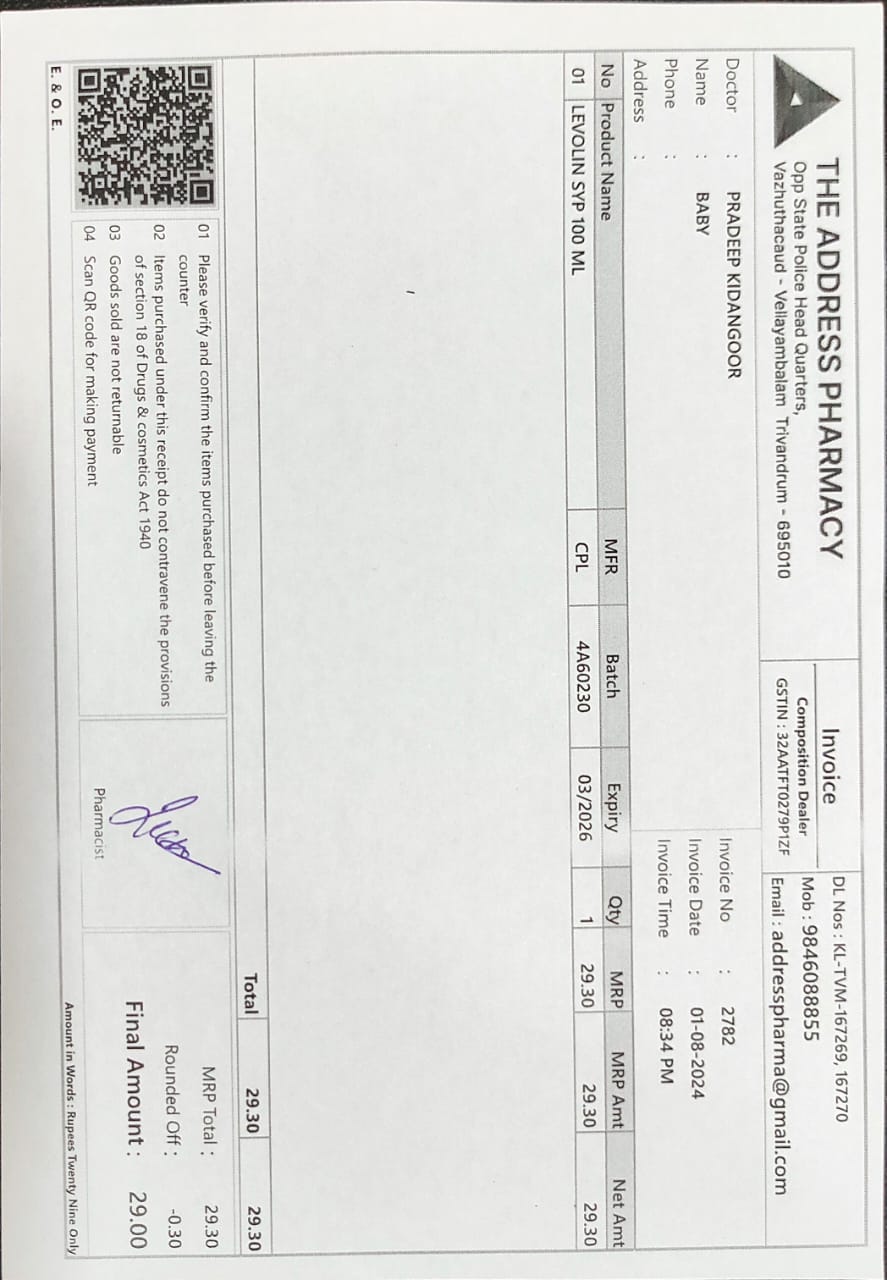 THE ADDRESS PHARMACY
Opp State Police Head Quarters,
Vazhuthacaud - Vellayambalam Trivandrum - 695010
Invoice
Composition Dealer
GSTIN : 32AATFT0279P1ZF
DL Nos : KL-TVM-167269, 167270
Mob : 9846088855
Email : addresspharma@gmail.com
Doctor : PRADEEP KIDANGOOR
Name : BABY
Phone :
Address :
Invoice No : 2782
Invoice Date : 01-08-2024
Invoice Time : 08:34 PM
No Product Name MFR Batch Expiry Qty MRP MRP Amt Net Amt
01 LEVOLIN SYP 100 ML CPL 4A60230 03/2026 1 29.30 29.30 29.30
Total 29.30 29.30
01 Please verify and confirm the items purchased before leaving the
counter
02 Items purchased under this receipt do not contravene the provisions
of section 18 of Drugs & cosmetics Act 1940
03 Goods sold are not returnable
04 Scan QR code for making payment
E. & O. E.
Pharmacist
MRP Total : 29.30
Rounded Off : -0.30
Final Amount : 29.00
Amount in Words : Rupees Twenty Nine Only